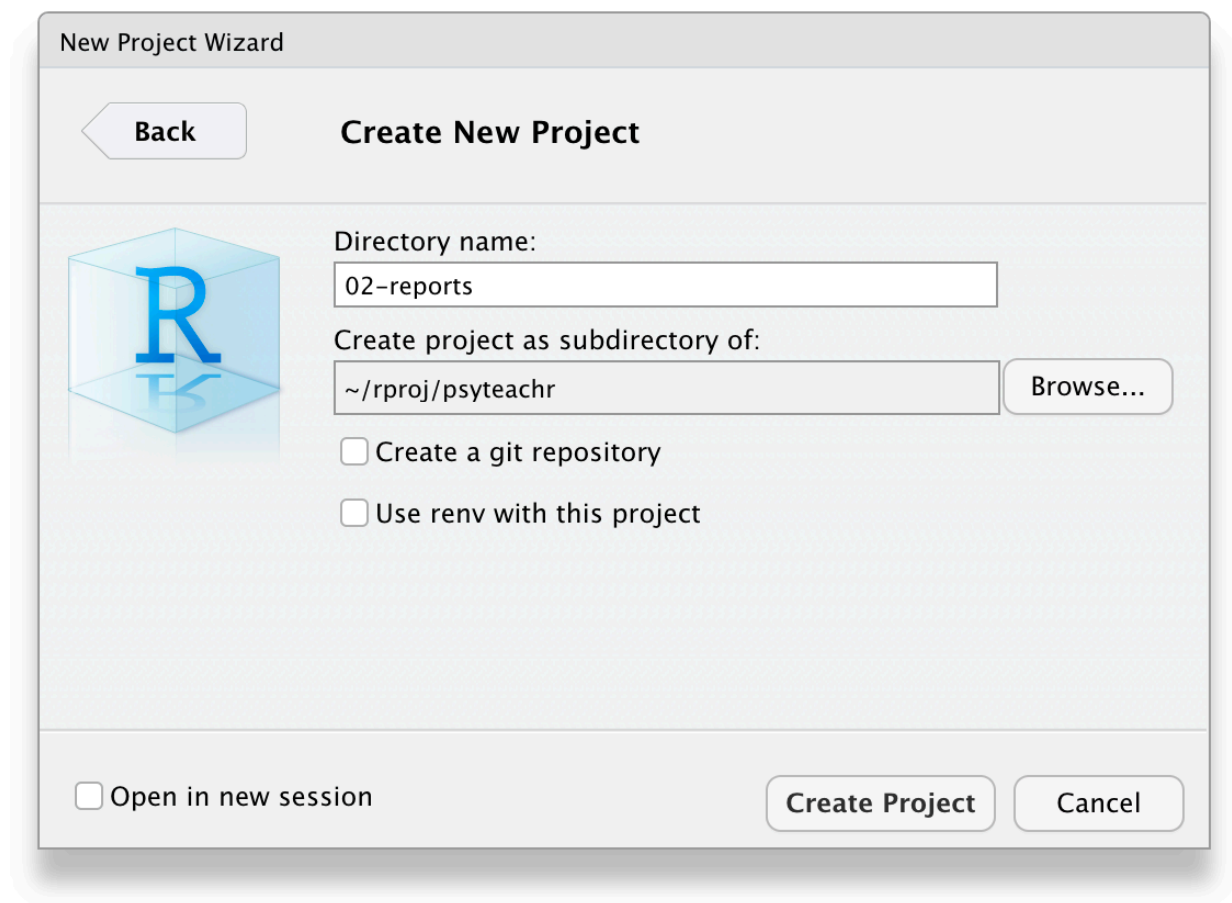 New Project Wizard
Back
Create New Project
R
Directory name:
02-reports
Create project as subdirectory of:
~/rproj/psyteachr
Browse...
Create a git repository
Use renv with this project
Open in new session
Create Project
Cancel